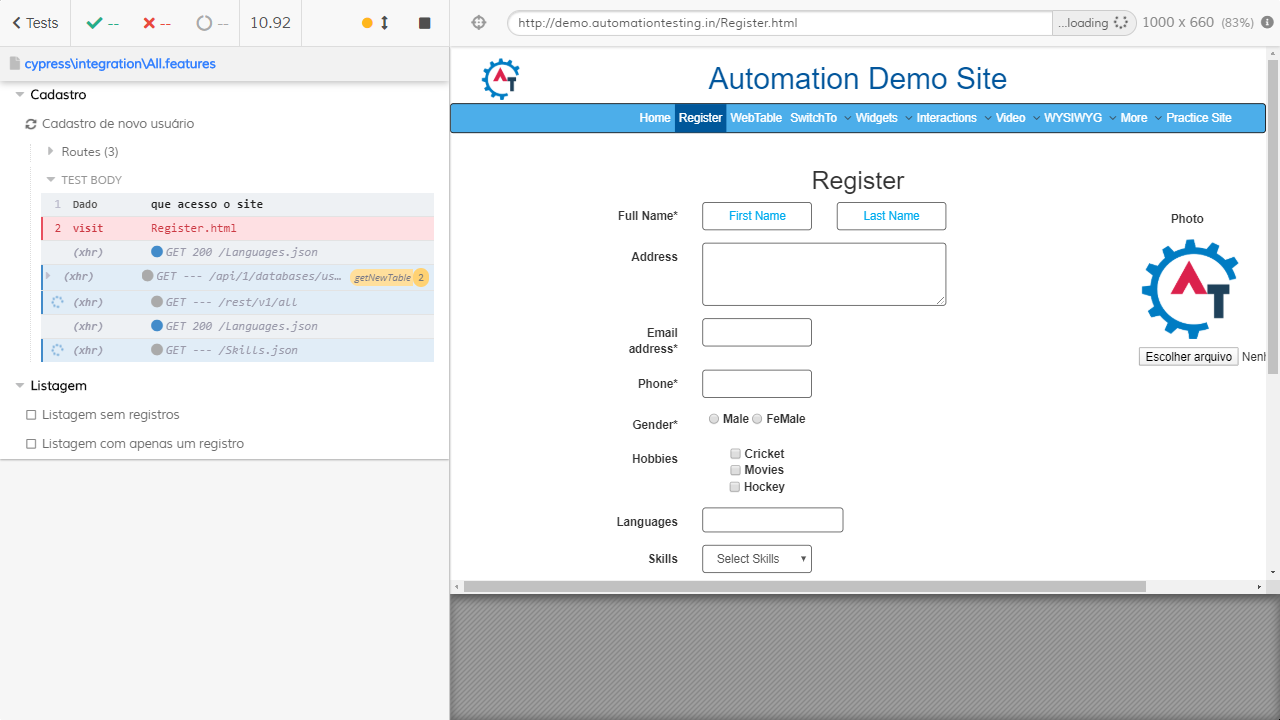 Tests -- -- -- 10.92
http://demo.automationtesting.in/Register.html ...loading 1000 x 660 (83%)
cypress\integration\All.features
Cadastro
Cadastro de novo usuário
Routes (3)
TEST BODY
1 Dado que acesso o site
2 visit Register.html
(xhr) GET 200 /Languages.json
(xhr) GET --- /api/1/databases/us... getNewTable 2
(xhr) GET --- /rest/v1/all
(xhr) GET 200 /Languages.json
(xhr) GET --- /Skills.json
Listagem
Listagem sem registros
Listagem com apenas um registro
AT
Automation Demo Site
Home Register WebTable SwitchTo Widgets Interactions Video WYSIWYG More Practice Site
Register
Full Name* First Name Last Name
Address
Email
address*
Phone*
Gender* Male FeMale
Hobbies Cricket
Movies
Hockey
Languages
Skills Select Skills
Photo
AT
Escolher arquivo Nenh